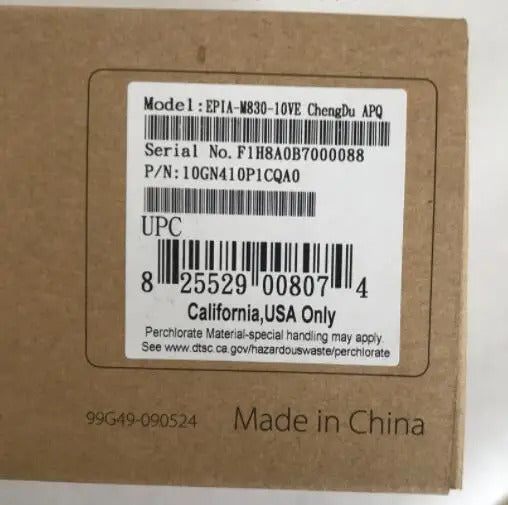 Model:EPIA-M830-10VE ChengDu APQ
Serial No.F1H8A0B7000088
P/N:10GN410P1CQA0
UPC
8 25529 00807 4
California,USA Only
Perchlorate Material-special handling may apply.
See www.dtsc.ca.gov/hazardouswaste/perchlorate
99G49-090524 Made in China